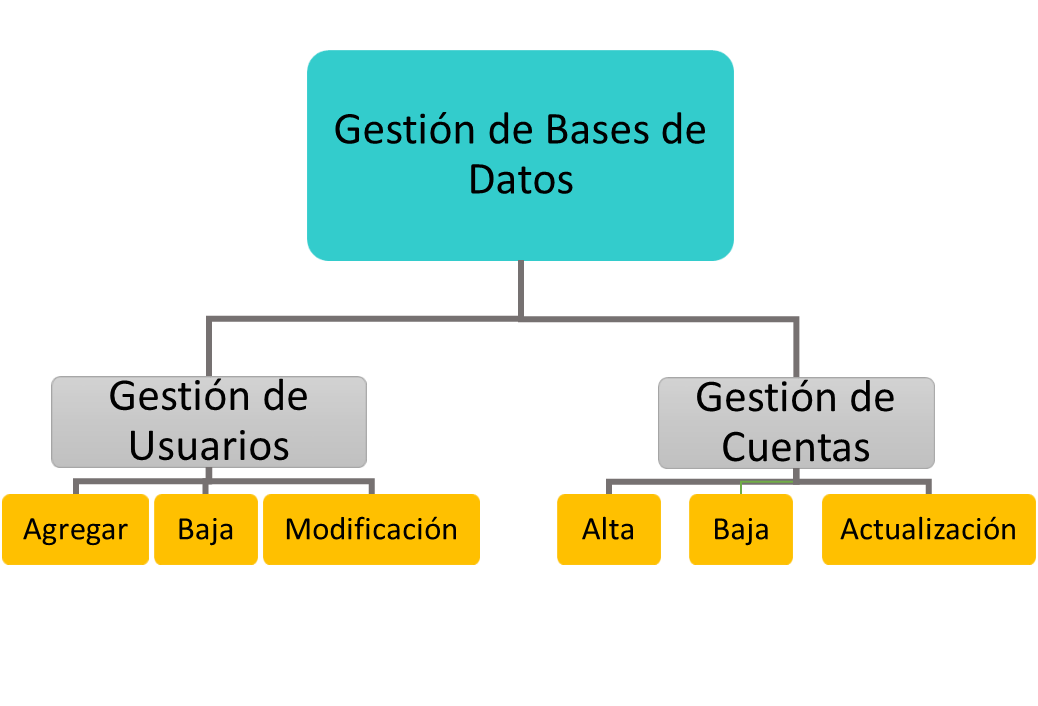 Gestión de Bases de
Datos
Gestión de
Usuarios
Gestión de
Cuentas
Agregar
Baja
Modificación
Alta
Baja
Actualización